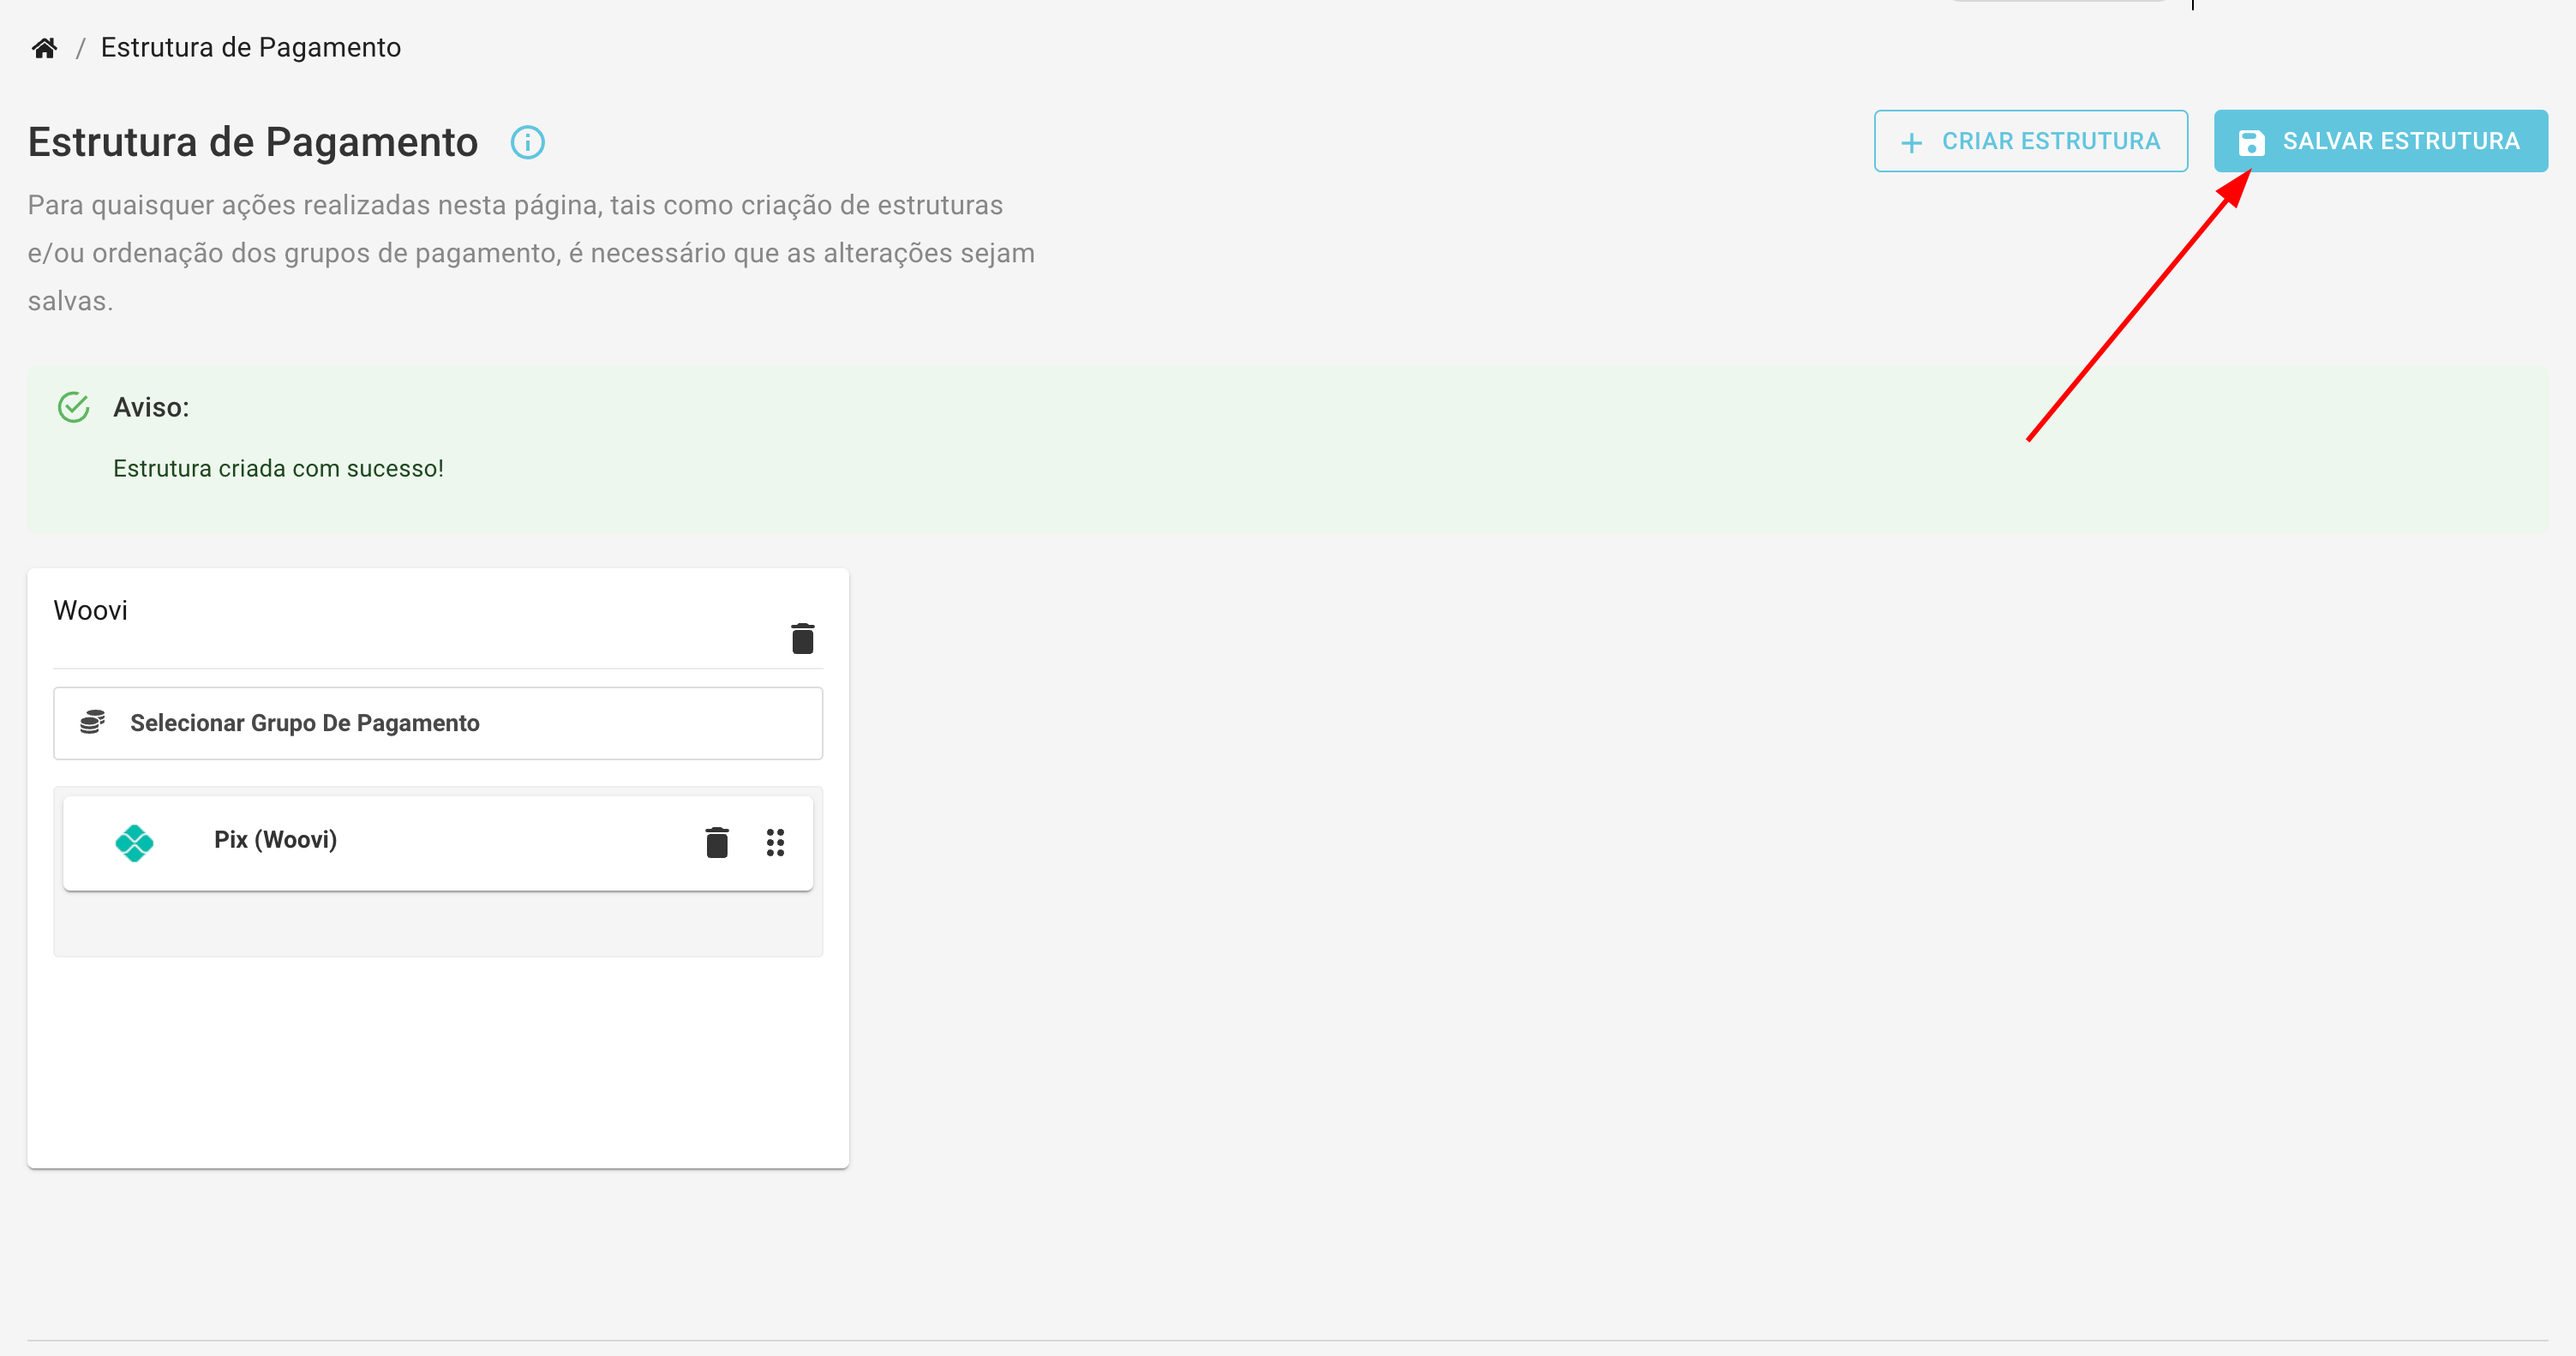 / Estrutura de Pagamento
Estrutura de Pagamento
+ CRIAR ESTRUTURA
SALVAR ESTRUTURA
Para quaisquer ações realizadas nesta página, tais como criação de estruturas
e/ou ordenação dos grupos de pagamento, é necessário que as alterações sejam
salvas.
Aviso:
Estrutura criada com sucesso!
Woovi
Selecionar Grupo De Pagamento
Pix (Woovi)